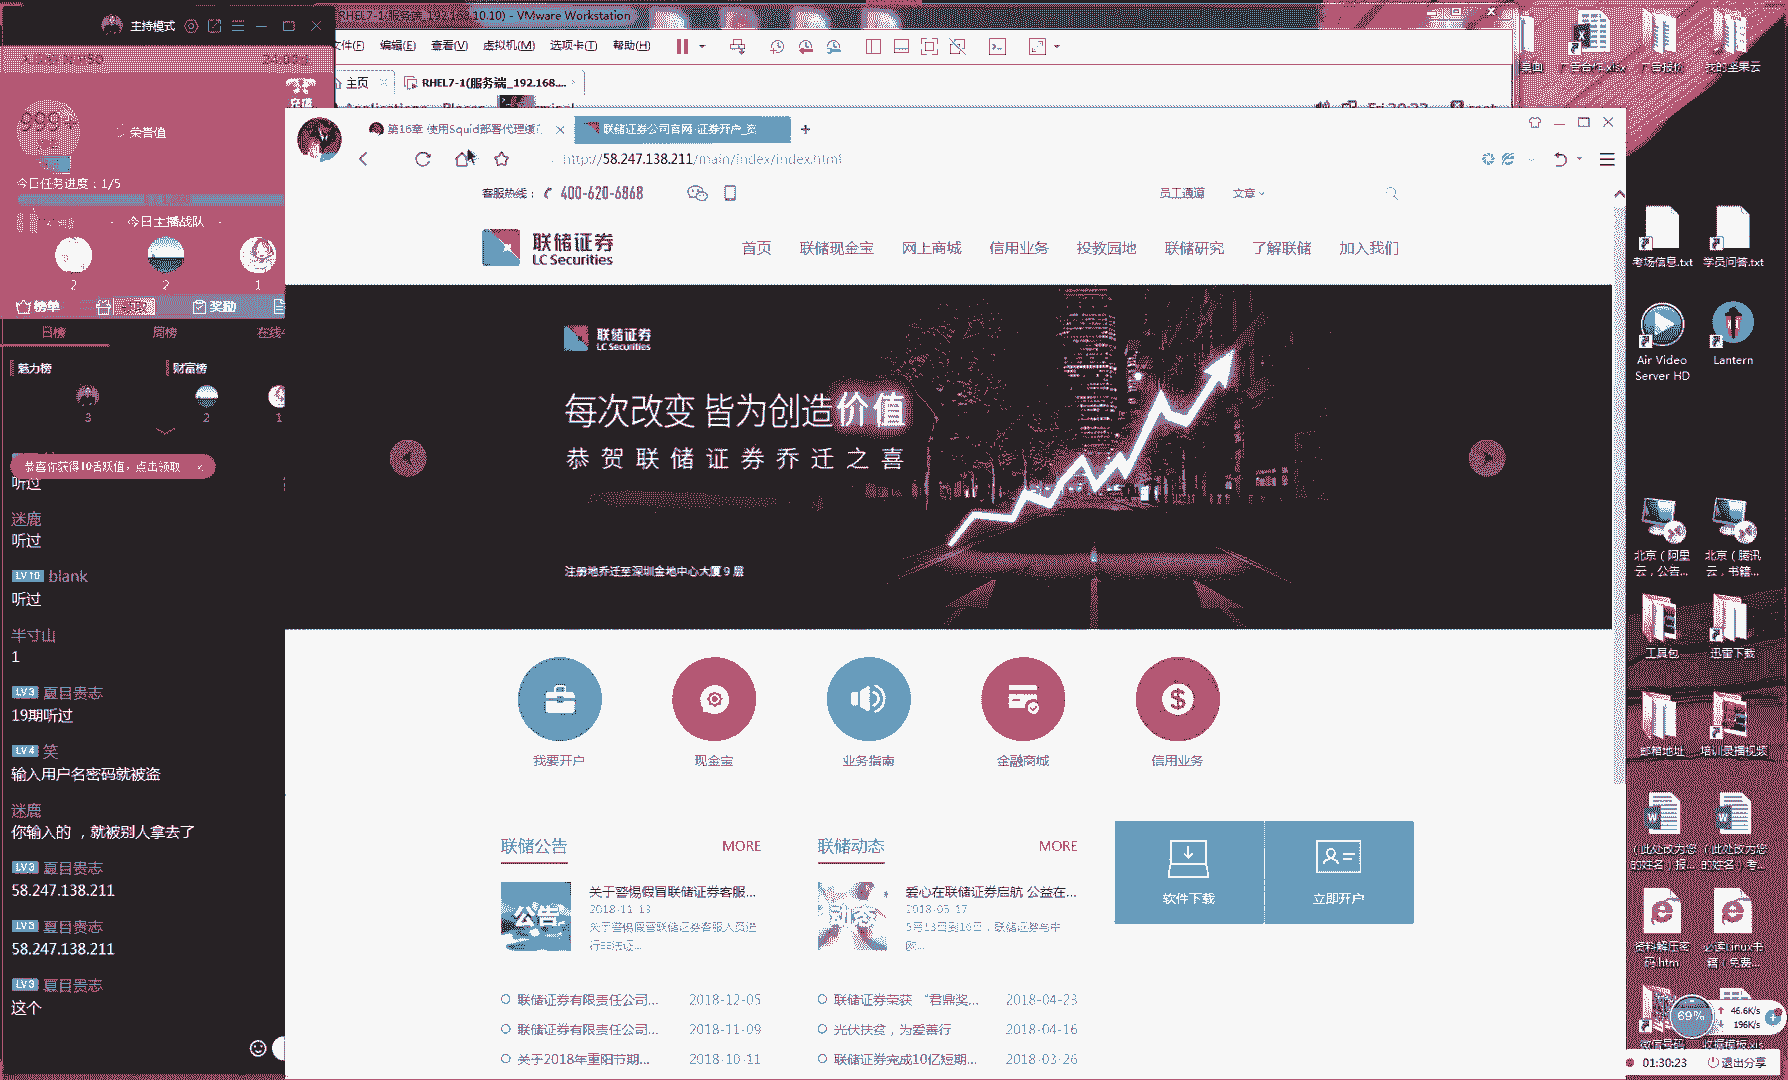 主持模式
荣誉值
今日任务进度：1/5
今日主播战队
2
2
1
榜单
奖励
日榜
周榜
在线
魅力榜
财富榜
3
2
1
恭喜你获得10活跃值，点击领取
听过
迷鹿
听过
LV10 blank
听过
半寸山
1
LV3 夏目贵志
19期听过
LV4 笑
输入用户名密码就被盗
迷鹿
你输入的 ，就被别人拿去了
LV3 夏目贵志
58.247.138.211
LV3 夏目贵志
58.247.138.211
LV3 夏目贵志
这个
RHEL7-1(服务端_192.168.10.10) - VMware Workstation
文件(F) 编辑(E) 查看(V) 虚拟机(M) 选项卡(T) 帮助(H)
主页
RHEL7-1(服务端_192.168....
第16章 使用Squid部署代理缓
联储证券公司官网-证券开户_资
http://58.247.138.211/main/index/index.html
客服热线： 400-620-6868
员工通道 文章
联储证券
LC Securities
首页 联储现金宝 网上商城 信用业务 投教园地 联储研究 了解联储 加入我们
联储证券
LC Securities
每次改变 皆为创造价值
恭贺联储证券乔迁之喜
注册地乔迁至深圳金地中心大厦9层
我要开户 现金宝 业务指南 金融商城 信用业务
联储公告 MORE
公告
关于警惕假冒联储证券客服...
2018-11-13
关于警惕假冒联储证券客服人员进
行非法证...
联储证券有限责任公司... 2018-12-05
联储证券有限责任公司... 2018-11-09
关于2018年重阳节期... 2018-10-11
联储动态 MORE
动态
爱心在联储证券启航 公益在...
2018-05-17
联储证券荣获 “君鼎奖... 2018-04-23
光伏扶贫，为爱善行 2018-04-16
联储证券完成10亿短期... 2018-03-26
软件下载
立即开户
我的坚果云
考场信息.txt
学员问答.txt
Air Video
Server HD
Lantern
北京（阿里
云，公告...
北京（腾讯
云，书籍...
工具包
迅雷下载
邮箱地址
培训录播视频
（此处改为您
的姓名）报...
（此处改为您
的姓名）考...
资料解压密
码.htm
必读Linux书
籍（免费...
69%
46.6K/s
196K/s
01:30:23
退出分享